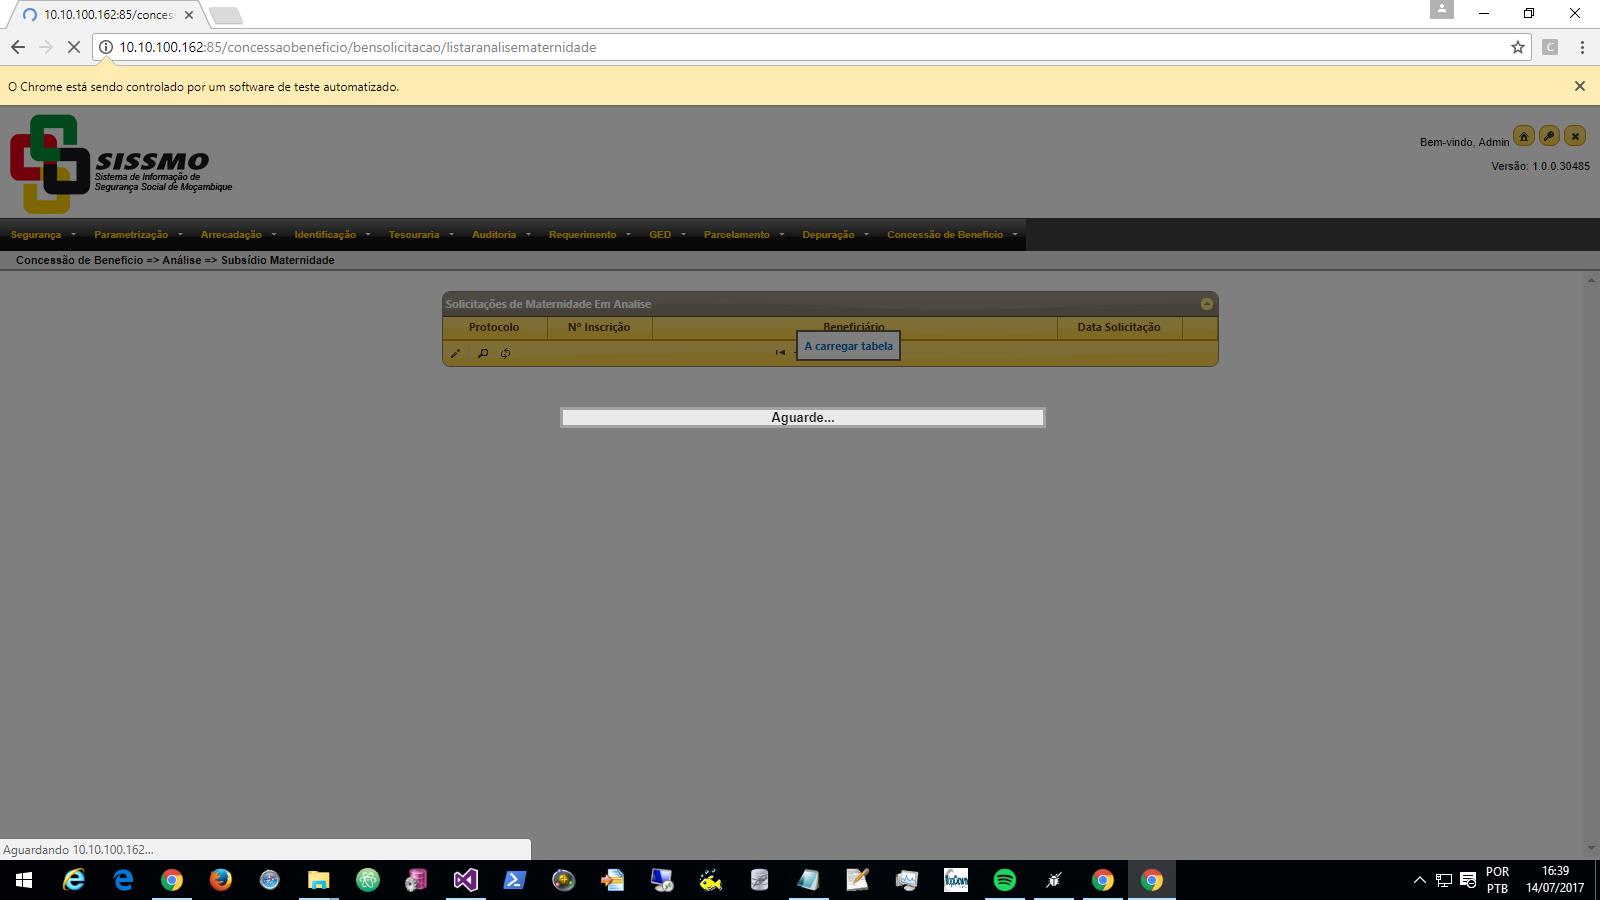 10.10.100.162:85/conces
10.10.100.162:85/concessaobeneficio/bensolicitacao/listaranalisematernidade
C
O Chrome está sendo controlado por um software de teste automatizado.
SISSMO
Sistema de Informação de
Segurança Social de Moçambique
Bem-vindo, Admin
Versão: 1.0.0.30485
Segurança Parametrização Arrecadação Identificação Tesouraria Auditoria Requerimento GED Parcelamento Depuração Concessão de Beneficio
Concessão de Beneficio => Análise => Subsídio Maternidade
Solicitações de Maternidade Em Analise
Protocolo Nº Inscrição Beneficiário Data Solicitação
A carregar tabela
Aguarde...
Aguardando 10.10.100.162...
POR
PTB
16:39
14/07/2017